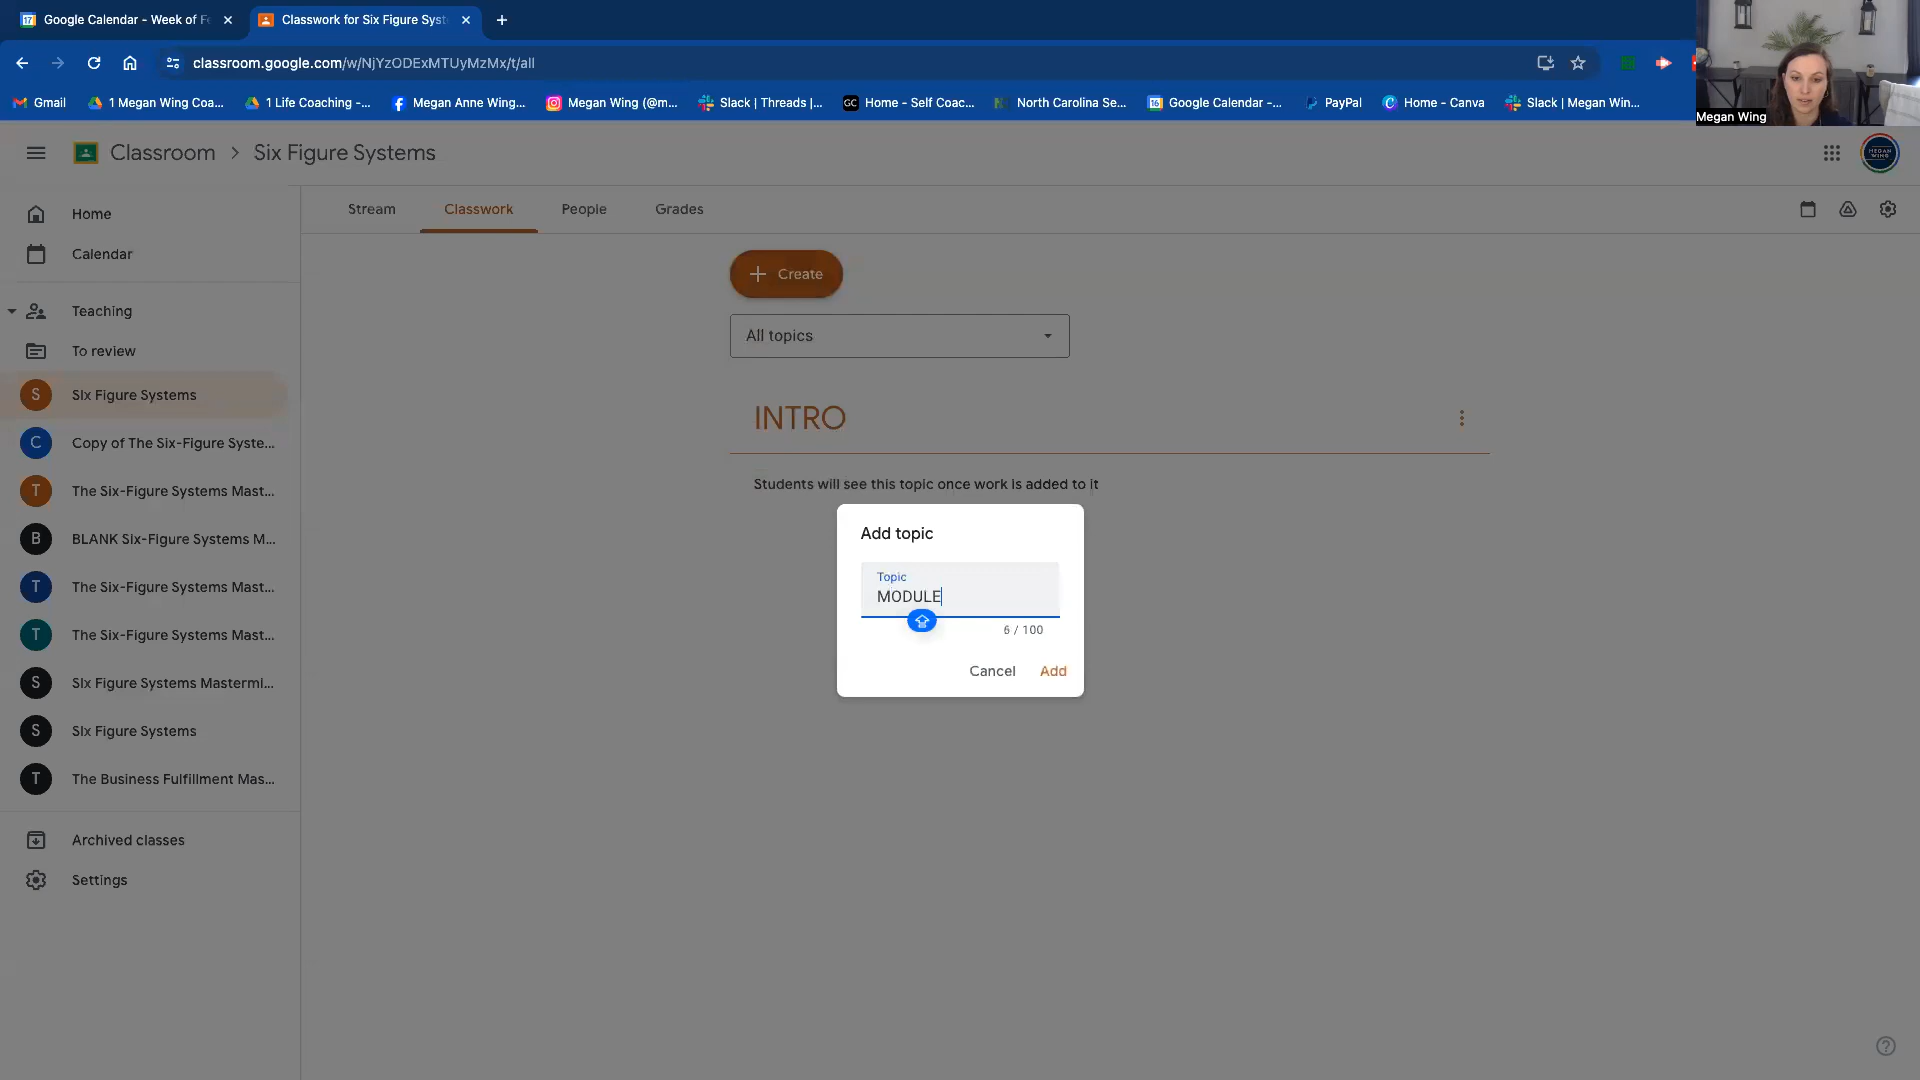 17
Google Calendar - Week of Fe
Classwork for Six Figure Syst
classroom.google.com/w/NjYzODExMTUyMzMx/t/all
Gmail
1 Megan Wing Coa...
1 Life Coaching -...
Megan Anne Wing...
Megan Wing (@m...
Slack | Threads |...
GC
Home - Self Coac...
North Carolina Se...
16
Google Calendar -...
PayPal
Home - Canva
Slack | Megan Win...
Megan Wing
Classroom
Six Figure Systems
MEGAN
WING
Home
Calendar
Teaching
To review
S
SIx Figure Systems
C
Copy of The Six-Figure Syste...
T
The Six-Figure Systems Mast...
B
BLANK Six-Figure Systems M...
T
The Six-Figure Systems Mast...
T
The Six-Figure Systems Mast...
S
SIx Figure Systems Mastermi...
S
SIx Figure Systems
T
The Business Fulfillment Mas...
Archived classes
Settings
Stream
Classwork
People
Grades
Create
All topics
INTRO
Students will see this topic once work is added to it
Add topic
Topic
MODULE
6 / 100
Cancel
Add